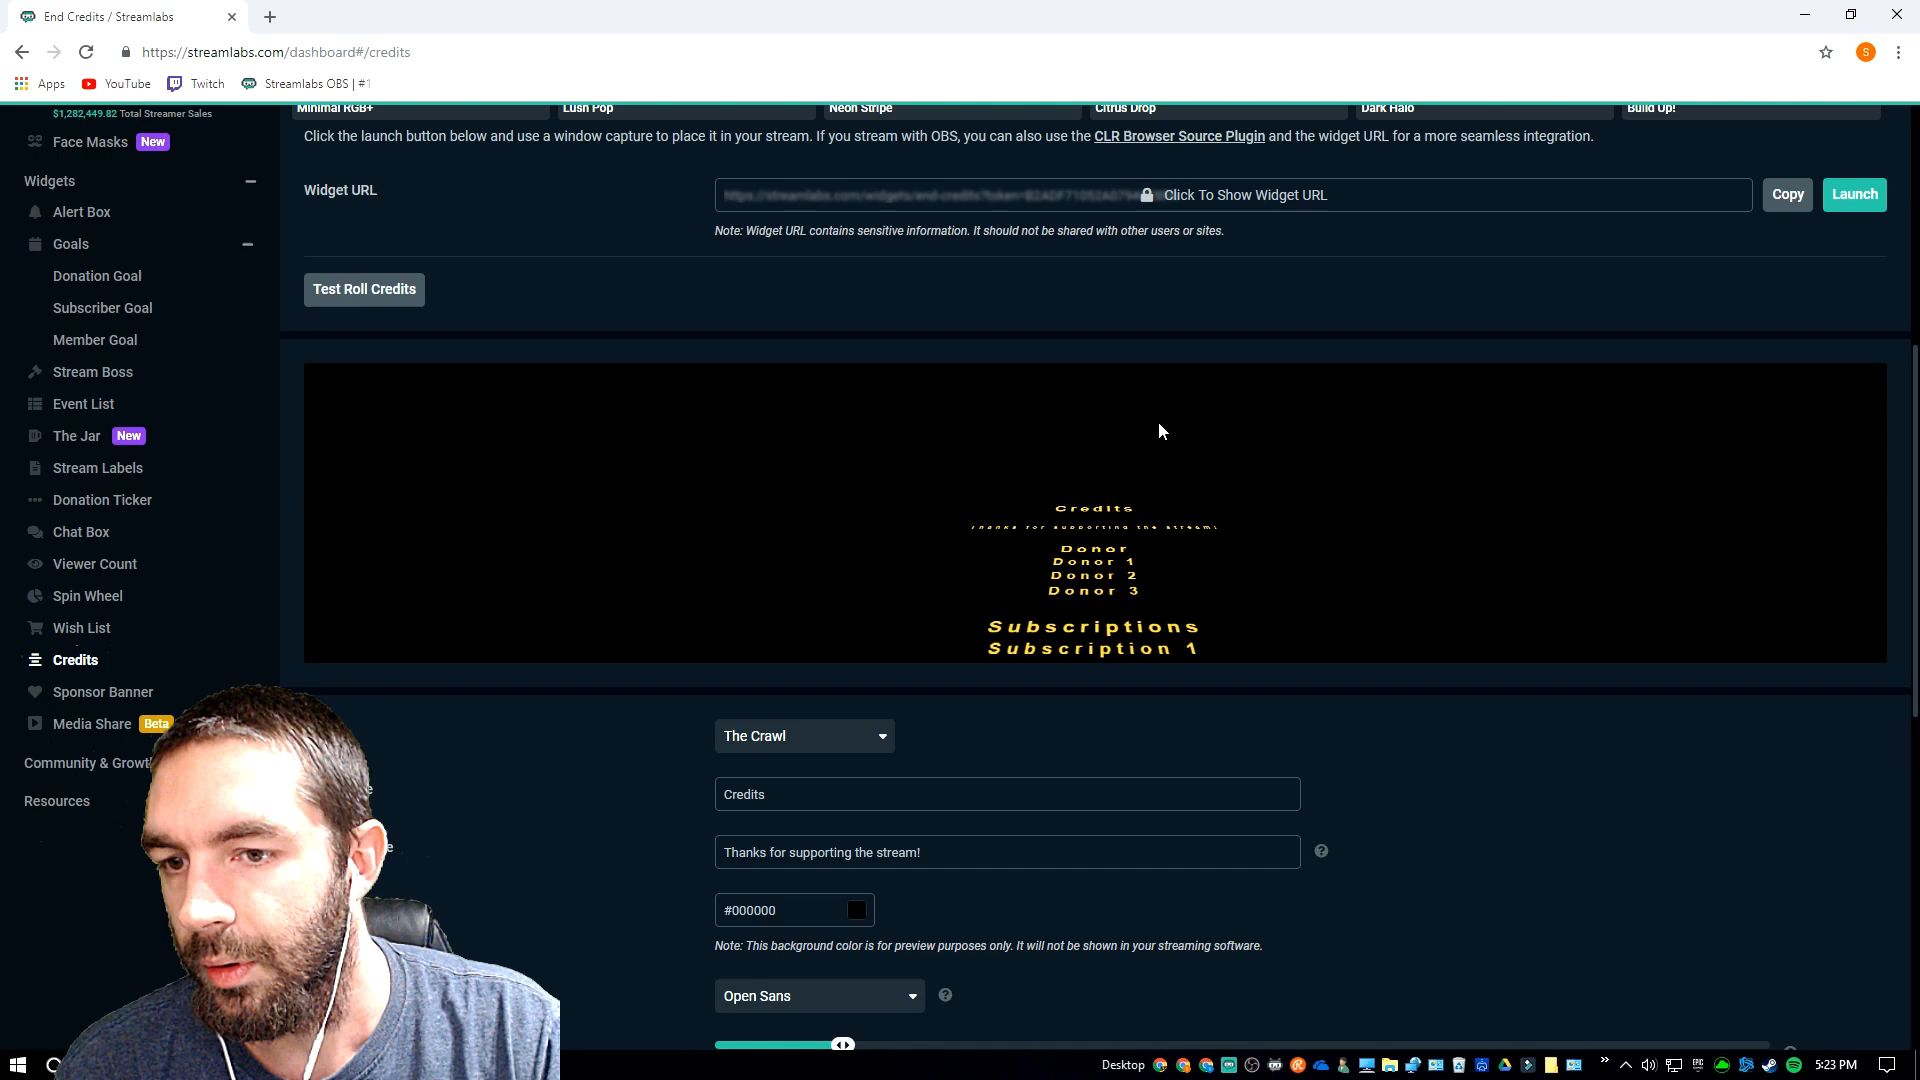 End Credits / Streamlabs
https://streamlabs.com/dashboard#/credits
Apps
YouTube
Twitch
Streamlabs OBS | #1
$1,282,449.82 Total Streamer Sales
Face Masks New
Widgets
Alert Box
Goals
Donation Goal
Subscriber Goal
Member Goal
Stream Boss
Event List
The Jar New
Stream Labels
Donation Ticker
Chat Box
Viewer Count
Spin Wheel
Wish List
Credits
Sponsor Banner
Media Share Beta
Community & Growth
Resources
Minimal RGB+
Lush Pop
Neon Stripe
Citrus Drop
Dark Halo
Build Up!
Click the launch button below and use a window capture to place it in your stream. If you stream with OBS, you can also use the CLR Browser Source Plugin and the widget URL for a more seamless integration.
Widget URL
Click To Show Widget URL
Copy
Launch
Note: Widget URL contains sensitive information. It should not be shared with other users or sites.
Test Roll Credits
Credits
Thanks for supporting the stream!
Donor
Donor 1
Donor 2
Donor 3
Subscriptions
Subscription 1
The Crawl
Credits
Thanks for supporting the stream!
#000000
Note: This background color is for preview purposes only. It will not be shown in your streaming software.
Open Sans
Desktop
5:23 PM